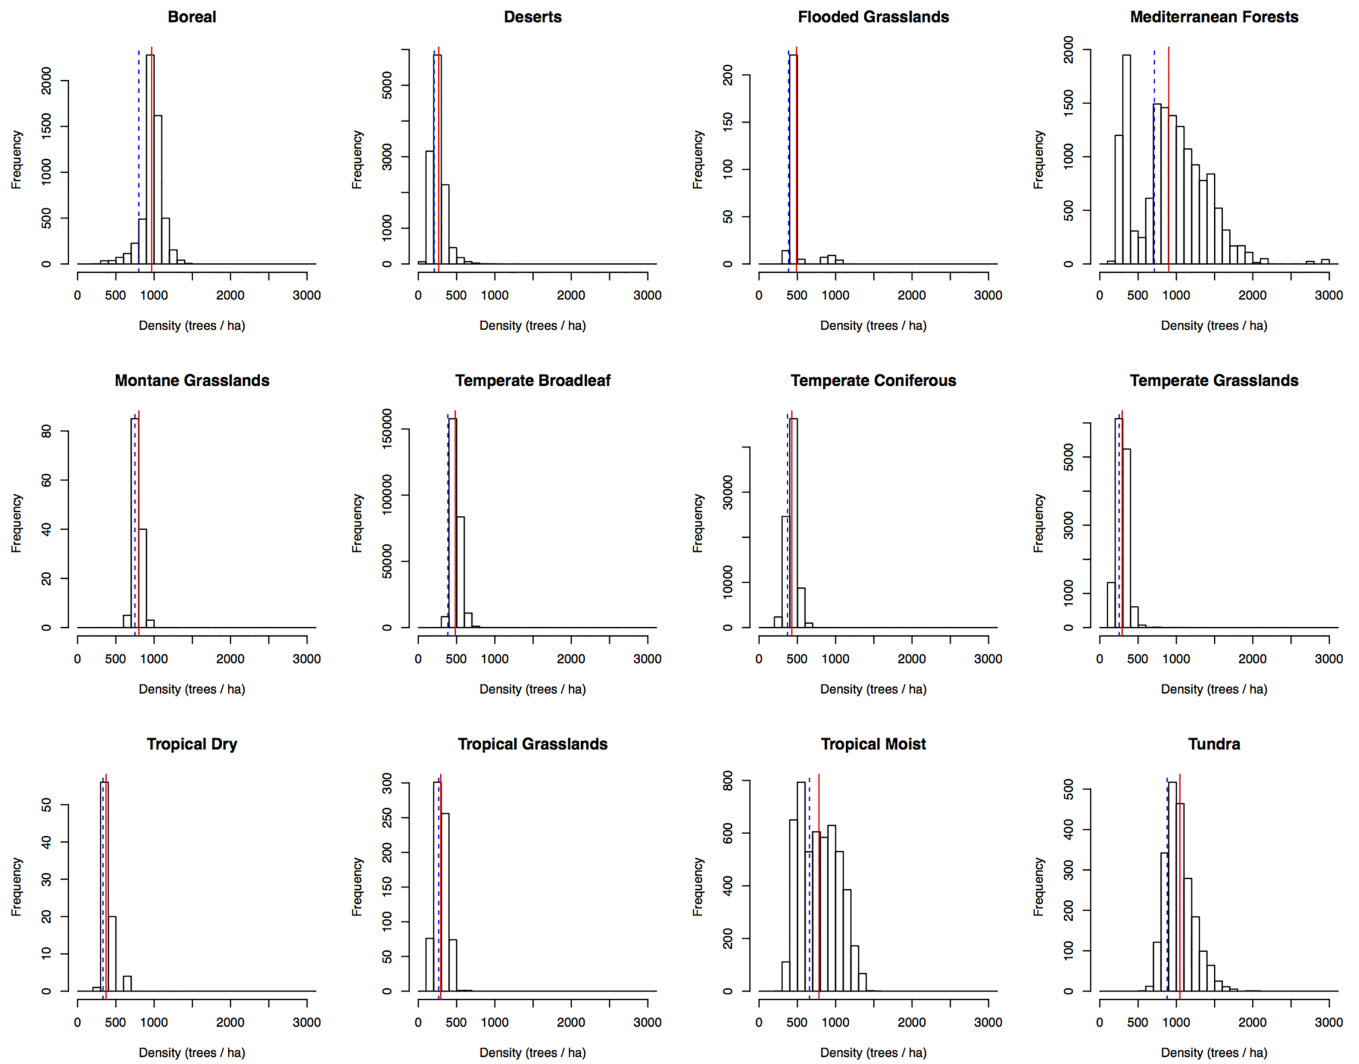 Boreal
Frequency
0 500 1000 1500 2000
0 500 1000 2000 3000
Density (trees / ha)
Deserts
Frequency
0 1000 3000 5000
0 500 1000 2000 3000
Density (trees / ha)
Flooded Grasslands
Frequency
0 50 100 150 200
0 500 1000 2000 3000
Density (trees / ha)
Mediterranean Forests
Frequency
0 500 1000 1500 2000
0 500 1000 2000 3000
Density (trees / ha)
Montane Grasslands
Frequency
0 20 40 60 80
0 500 1000 2000 3000
Density (trees / ha)
Temperate Broadleaf
Frequency
0 50000 100000 150000
0 500 1000 2000 3000
Density (trees / ha)
Temperate Coniferous
Frequency
0 10000 30000
0 500 1000 2000 3000
Density (trees / ha)
Temperate Grasslands
Frequency
0 1000 3000 5000
0 500 1000 2000 3000
Density (trees / ha)
Tropical Dry
Frequency
0 10 20 30 40 50
0 500 1000 2000 3000
Density (trees / ha)
Tropical Grasslands
Frequency
0 50 100 150 200 250 300
0 500 1000 2000 3000
Density (trees / ha)
Tropical Moist
Frequency
0 200 400 600 800
0 500 1000 2000 3000
Density (trees / ha)
Tundra
Frequency
0 100 200 300 400 500
0 500 1000 2000 3000
Density (trees / ha)